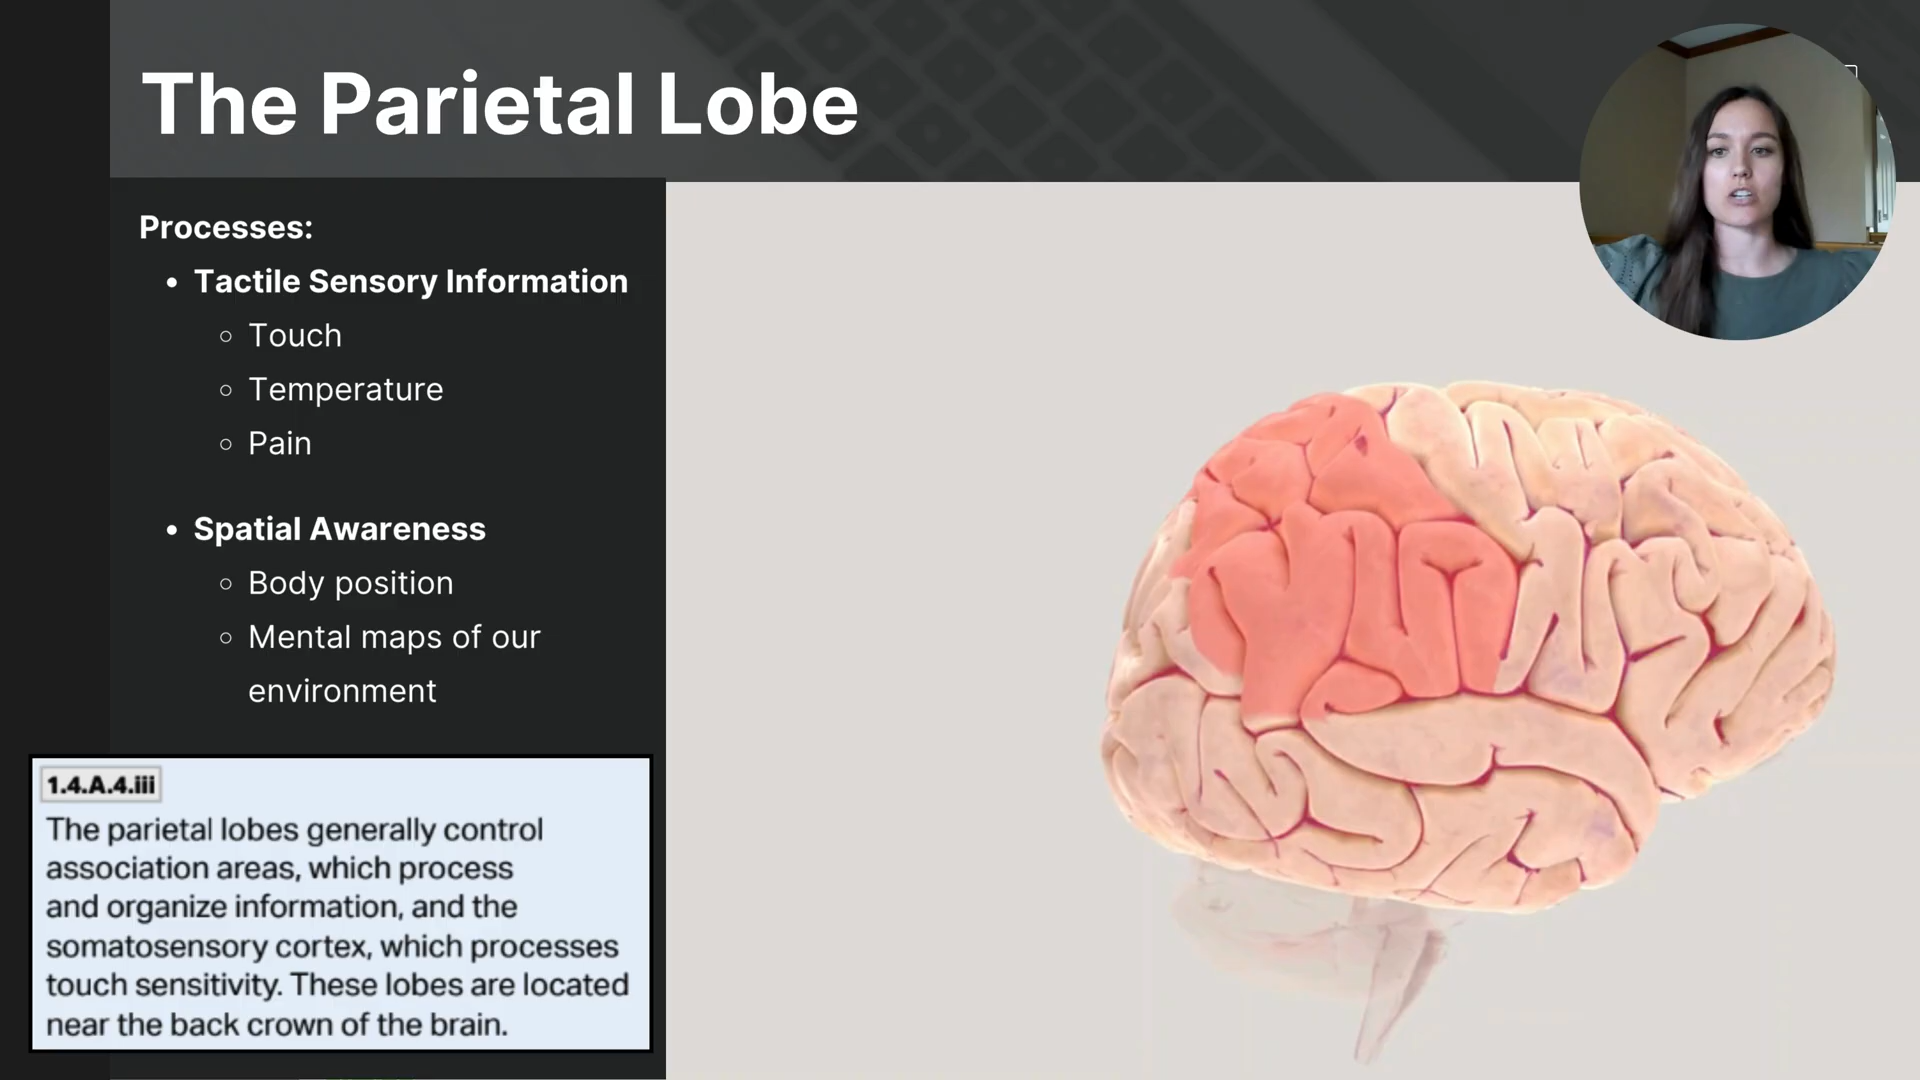 The Parietal Lobe
Processes:
• Tactile Sensory Information
○ Touch
○ Temperature
○ Pain
• Spatial Awareness
○ Body position
○ Mental maps of our
environment
1.4.A.4.iii
The parietal lobes generally control
association areas, which process
and organize information, and the
somatosensory cortex, which processes
touch sensitivity. These lobes are located
near the back crown of the brain.